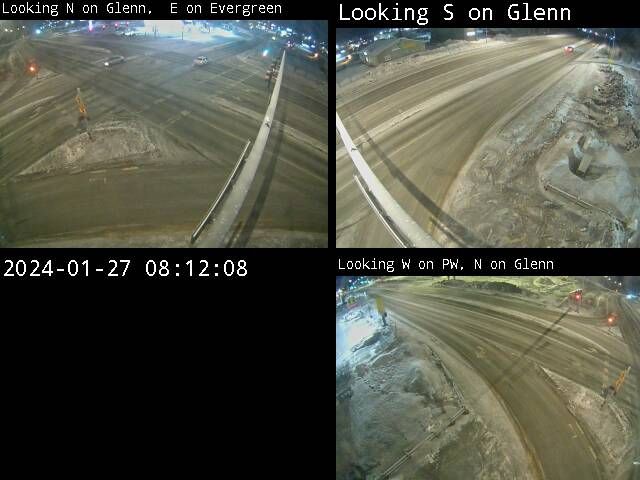 Looking N on Glenn,  E on Evergreen
Looking S on Glenn
2024-01-27 08:12:08
Looking W on PW, N on Glenn